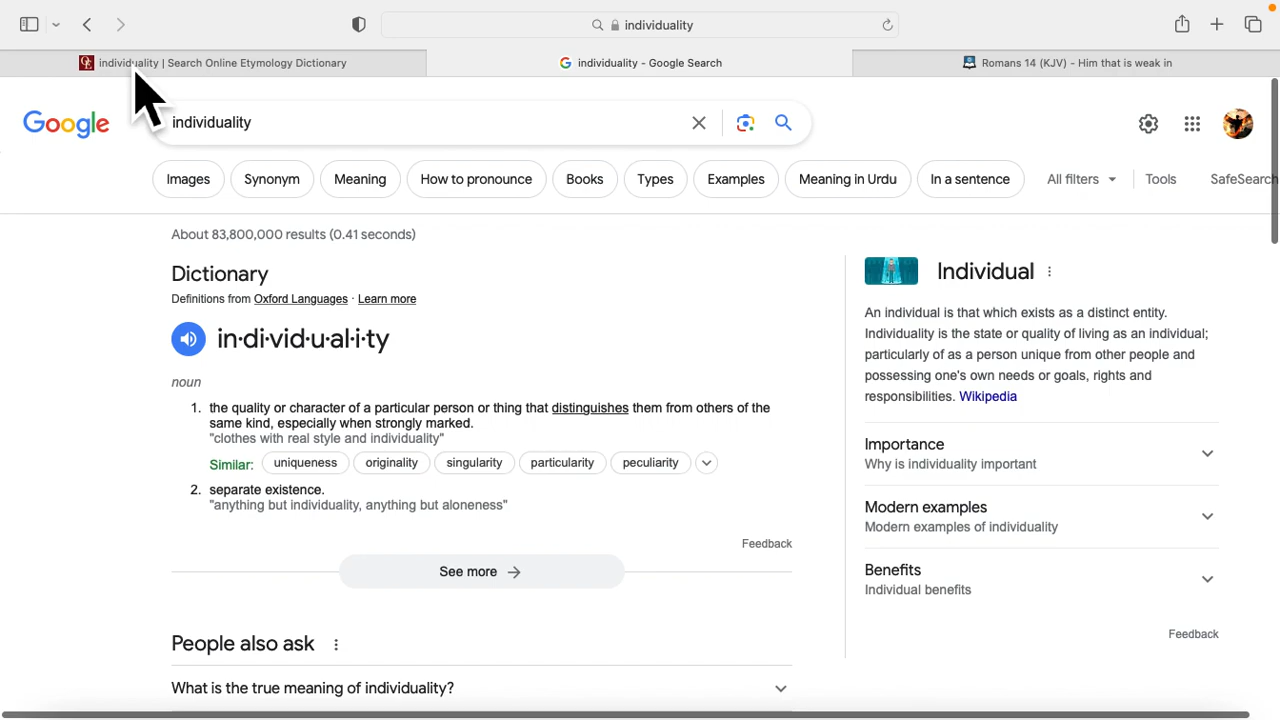 individuality
individuality | Search Online Etymology Dictionary
individuality - Google Search
Romans 14 (KJV) - Him that is weak in
Google
individuality
Images
Synonym
Meaning
How to pronounce
Books
Types
Examples
Meaning in Urdu
In a sentence
All filters
Tools
SafeSearch
About 83,800,000 results (0.41 seconds)
Dictionary
Definitions from Oxford Languages · Learn more
in·di·vid·u·al·i·ty
noun
1. the quality or character of a particular person or thing that distinguishes them from others of the
same kind, especially when strongly marked.
"clothes with real style and individuality"
Similar: uniqueness originality singularity particularity peculiarity
2. separate existence.
"anything but individuality, anything but aloneness"
Feedback
See more →
People also ask
What is the true meaning of individuality?
Individual
An individual is that which exists as a distinct entity.
Individuality is the state or quality of living as an individual;
particularly of as a person unique from other people and
possessing one's own needs or goals, rights and
responsibilities. Wikipedia
Importance
Why is individuality important
Modern examples
Modern examples of individuality
Benefits
Individual benefits
Feedback